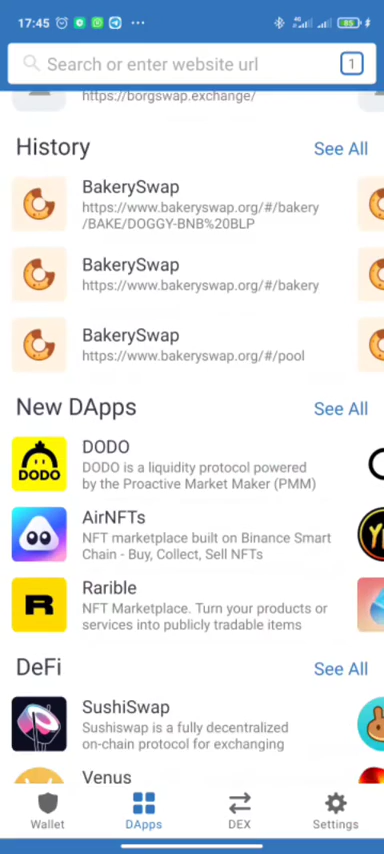 17:45
85
Search or enter website url
1
https://borgswap.exchange/
History
See All
BakerySwap
https://www.bakeryswap.org/#/bakery
/BAKE/DOGGY-BNB%20BLP
BakerySwap
https://www.bakeryswap.org/#/bakery
BakerySwap
https://www.bakeryswap.org/#/pool
New DApps
See All
DODO
DODO
DODO is a liquidity protocol powered
by the Proactive Market Maker (PMM)
AirNFTs
NFT marketplace built on Binance Smart
Chain - Buy, Collect, Sell NFTs
R
Rarible
NFT Marketplace. Turn your products or
services into publicly tradable items
DeFi
See All
SushiSwap
Sushiswap is a fully decentralized
on-chain protocol for exchanging
Venus
Wallet
DApps
DEX
Settings